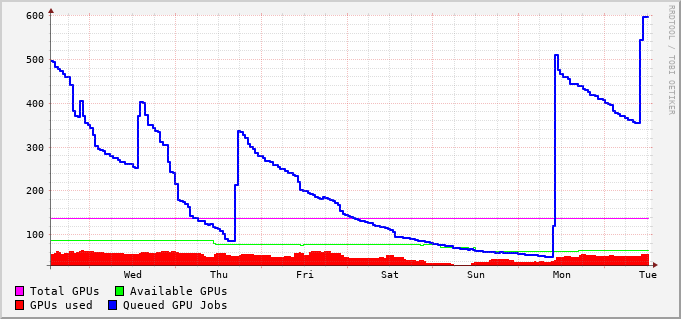 600
500
400
300
200
100
Wed Thu Fri Sat Sun Mon Tue
Total GPUs Available GPUs
GPUs used Queued GPU Jobs
RRDTOOL / TOBI OETIKER